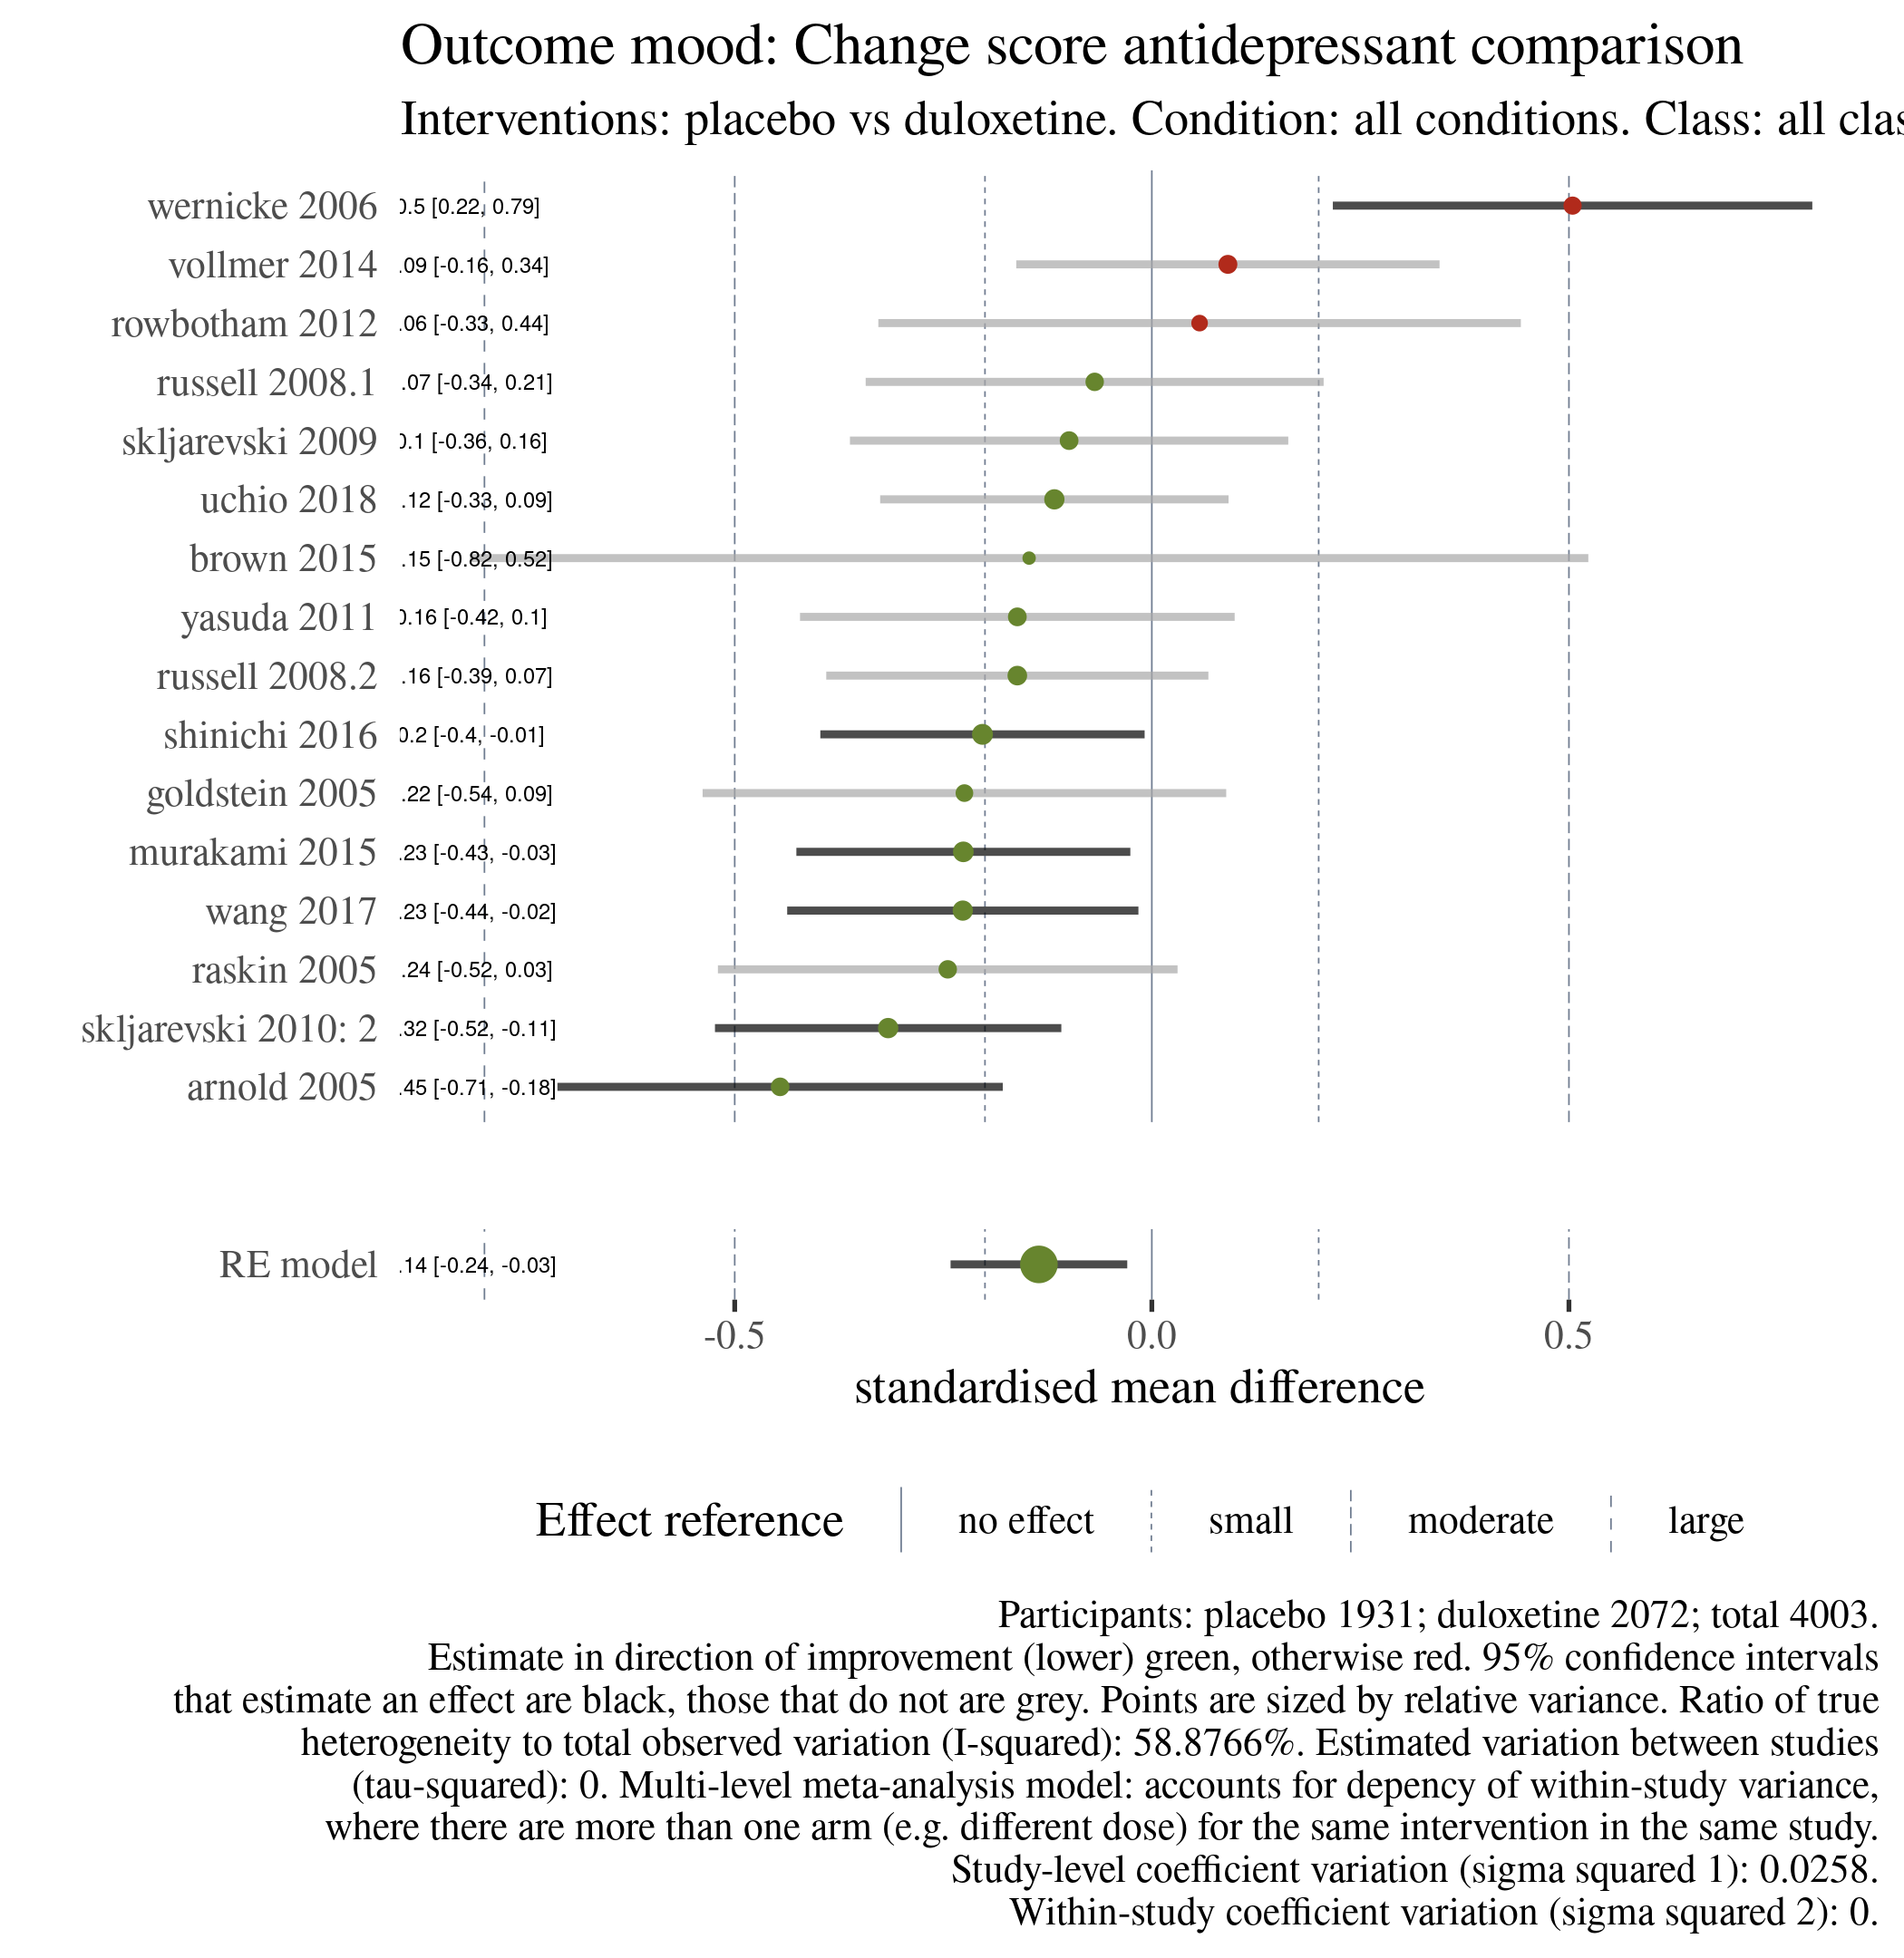 Outcome mood: Change score antidepressant comparison
Interventions: placebo vs duloxetine. Condition: all conditions. Class: all clas
wernicke 2006 0.5 [0.22, 0.79]
vollmer 2014 .09 [-0.16, 0.34]
rowbotham 2012 .06 [-0.33, 0.44]
russell 2008.1 .07 [-0.34, 0.21]
skljarevski 2009 0.1 [-0.36, 0.16]
uchio 2018 .12 [-0.33, 0.09]
brown 2015 .15 [-0.82, 0.52]
yasuda 2011 0.16 [-0.42, 0.1]
russell 2008.2 .16 [-0.39, 0.07]
shinichi 2016 0.2 [-0.4, -0.01]
goldstein 2005 .22 [-0.54, 0.09]
murakami 2015 .23 [-0.43, -0.03]
wang 2017 .23 [-0.44, -0.02]
raskin 2005 .24 [-0.52, 0.03]
skljarevski 2010: 2 .32 [-0.52, -0.11]
arnold 2005 .45 [-0.71, -0.18]
RE model .14 [-0.24, -0.03]
-0.5 0.0 0.5
standardised mean difference
Effect reference no effect small moderate large
Participants: placebo 1931; duloxetine 2072; total 4003.
Estimate in direction of improvement (lower) green, otherwise red. 95% confidence intervals
that estimate an effect are black, those that do not are grey. Points are sized by relative variance. Ratio of true
heterogeneity to total observed variation (I-squared): 58.8766%. Estimated variation between studies
(tau-squared): 0. Multi-level meta-analysis model: accounts for depency of within-study variance,
where there are more than one arm (e.g. different dose) for the same intervention in the same study.
Study-level coefficient variation (sigma squared 1): 0.0258.
Within-study coefficient variation (sigma squared 2): 0.